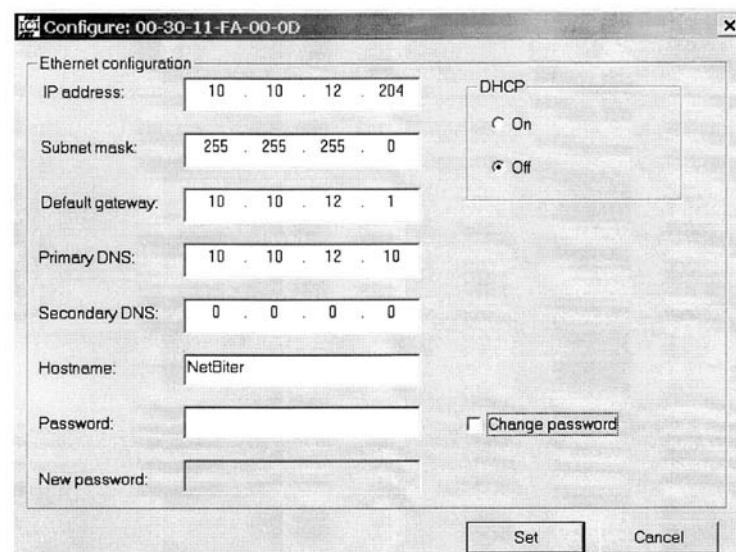 Configure: 00-30-11-FA-00-0D
Ethernet configuration
IP address: 10 . 10 . 12 . 204
DHCP
On
Subnet mask: 255 . 255 . 255 . 0
Off
Default gateway: 10 . 10 . 12 . 1
Primary DNS: 10 . 10 . 12 . 10
Secondary DNS: 0 . 0 . 0 . 0
Hostname: NetBiter
Password:
Change password
New password:
Set Cancel